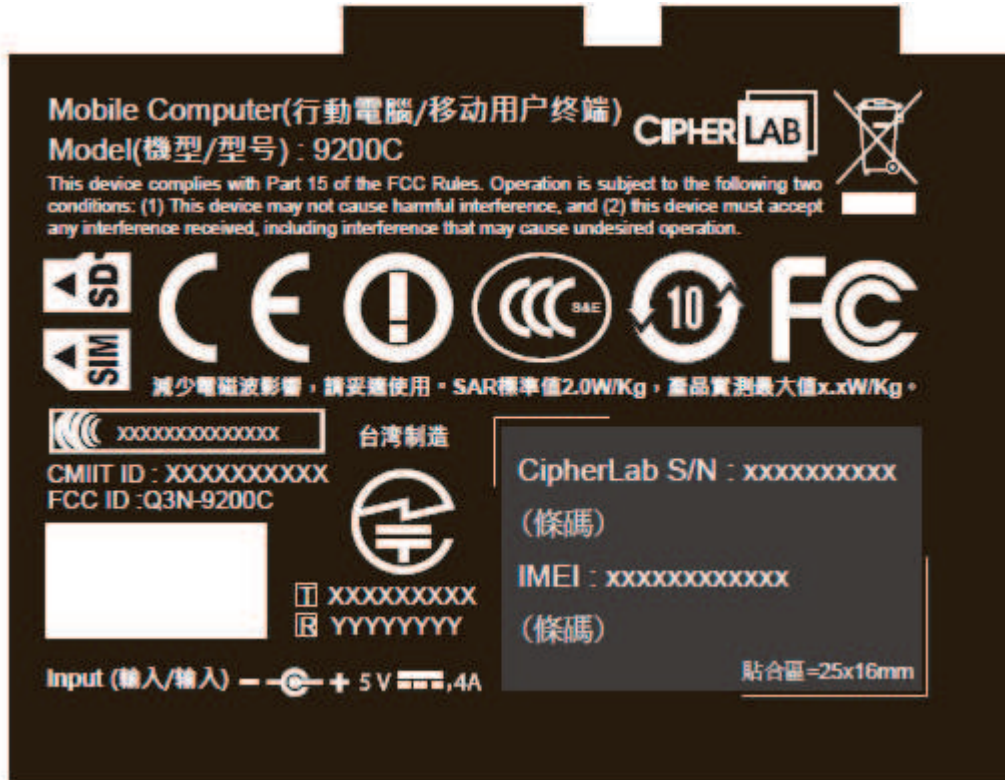 Mobile Computer(行動電腦/移动用户终端)
CIPHERLAB
Model(機型/型号) : 9200C
This device complies with Part 15 of the FCC Rules. Operation is subject to the following two
conditions: (1) This device may not cause harmful interference, and (2) this device must accept
any interference received, including interference that may cause undesired operation.
SD
SIM
CE
CCC S&E
10
FC
減少電磁波影響，請妥適使用。SAR標準值2.0W/Kg，產品實測最大值x.xW/Kg。
xxxxxxxxxxxxxx
台湾制造
CMIIT ID : XXXXXXXXXX
FCC ID :Q3N-9200C
T XXXXXXXXX
R YYYYYYYY
CipherLab S/N : xxxxxxxxxx
(條碼)
IMEI : xxxxxxxxxxxx
(條碼)
貼合區=25x16mm
Input (輸入/输入) - + 5 V ,4A